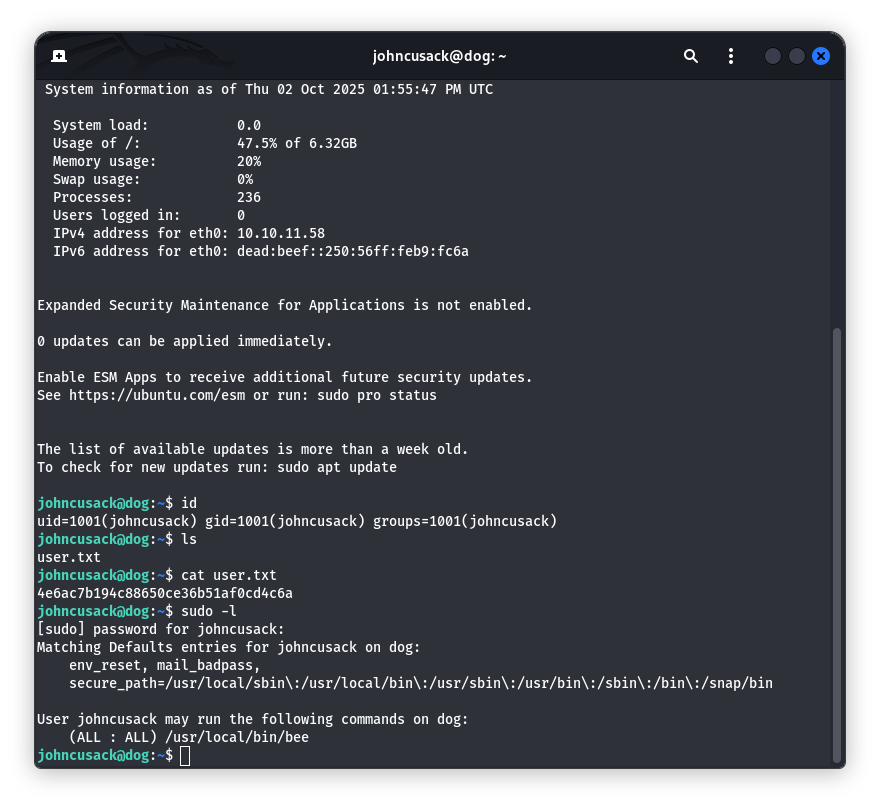 johncusack@dog: ~
System information as of Thu 02 Oct 2025 01:55:47 PM UTC
System load: 0.0
Usage of /: 47.5% of 6.32GB
Memory usage: 20%
Swap usage: 0%
Processes: 236
Users logged in: 0
IPv4 address for eth0: 10.10.11.58
IPv6 address for eth0: dead:beef::250:56ff:feb9:fc6a
Expanded Security Maintenance for Applications is not enabled.
0 updates can be applied immediately.
Enable ESM Apps to receive additional future security updates.
See https://ubuntu.com/esm or run: sudo pro status
The list of available updates is more than a week old.
To check for new updates run: sudo apt update
johncusack@dog:~$ id
uid=1001(johncusack) gid=1001(johncusack) groups=1001(johncusack)
johncusack@dog:~$ ls
user.txt
johncusack@dog:~$ cat user.txt
4e6ac7b194c88650ce36b51af0cd4c6a
johncusack@dog:~$ sudo -l
[sudo] password for johncusack:
Matching Defaults entries for johncusack on dog:
env_reset, mail_badpass,
secure_path=/usr/local/sbin\:/usr/local/bin\:/usr/sbin\:/usr/bin\:/sbin\:/bin\:/snap/bin
User johncusack may run the following commands on dog:
(ALL : ALL) /usr/local/bin/bee
johncusack@dog:~$